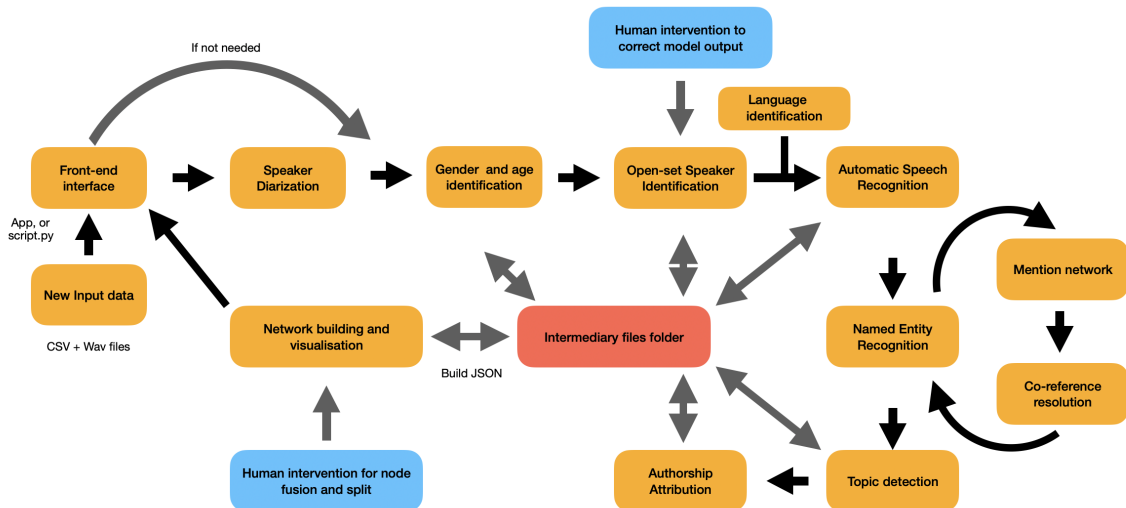 Human intervention to
correct model output
If not needed
Language
identification
Front-end
interface
Speaker
Diarization
Gender and age
identification
Open-set Speaker
Identification
Automatic Speech
Recognition
App, or
script.py
New Input data
CSV + Wav files
Mention network
Network building and
visualisation
Build JSON
Intermediary files folder
Named Entity
Recognition
Co-reference
resolution
Human intervention for node
fusion and split
Authorship
Attribution
Topic detection